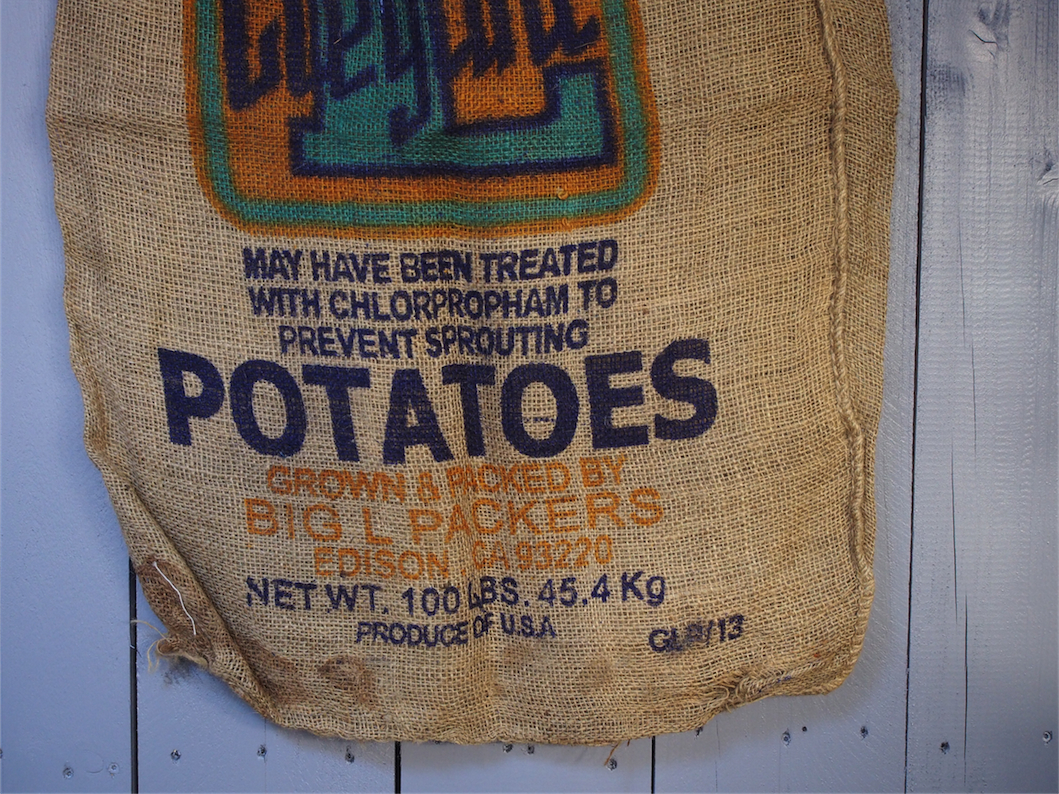 MAY HAVE BEEN TREATED
WITH CHLORPROPHAM TO
PREVENT SPROUTING
POTATOES
GROWN & PACKED BY
BIG L PACKERS
EDISON, CA 93220
NET WT. 100 LBS. 45.4 Kg
PRODUCE OF U.S.A